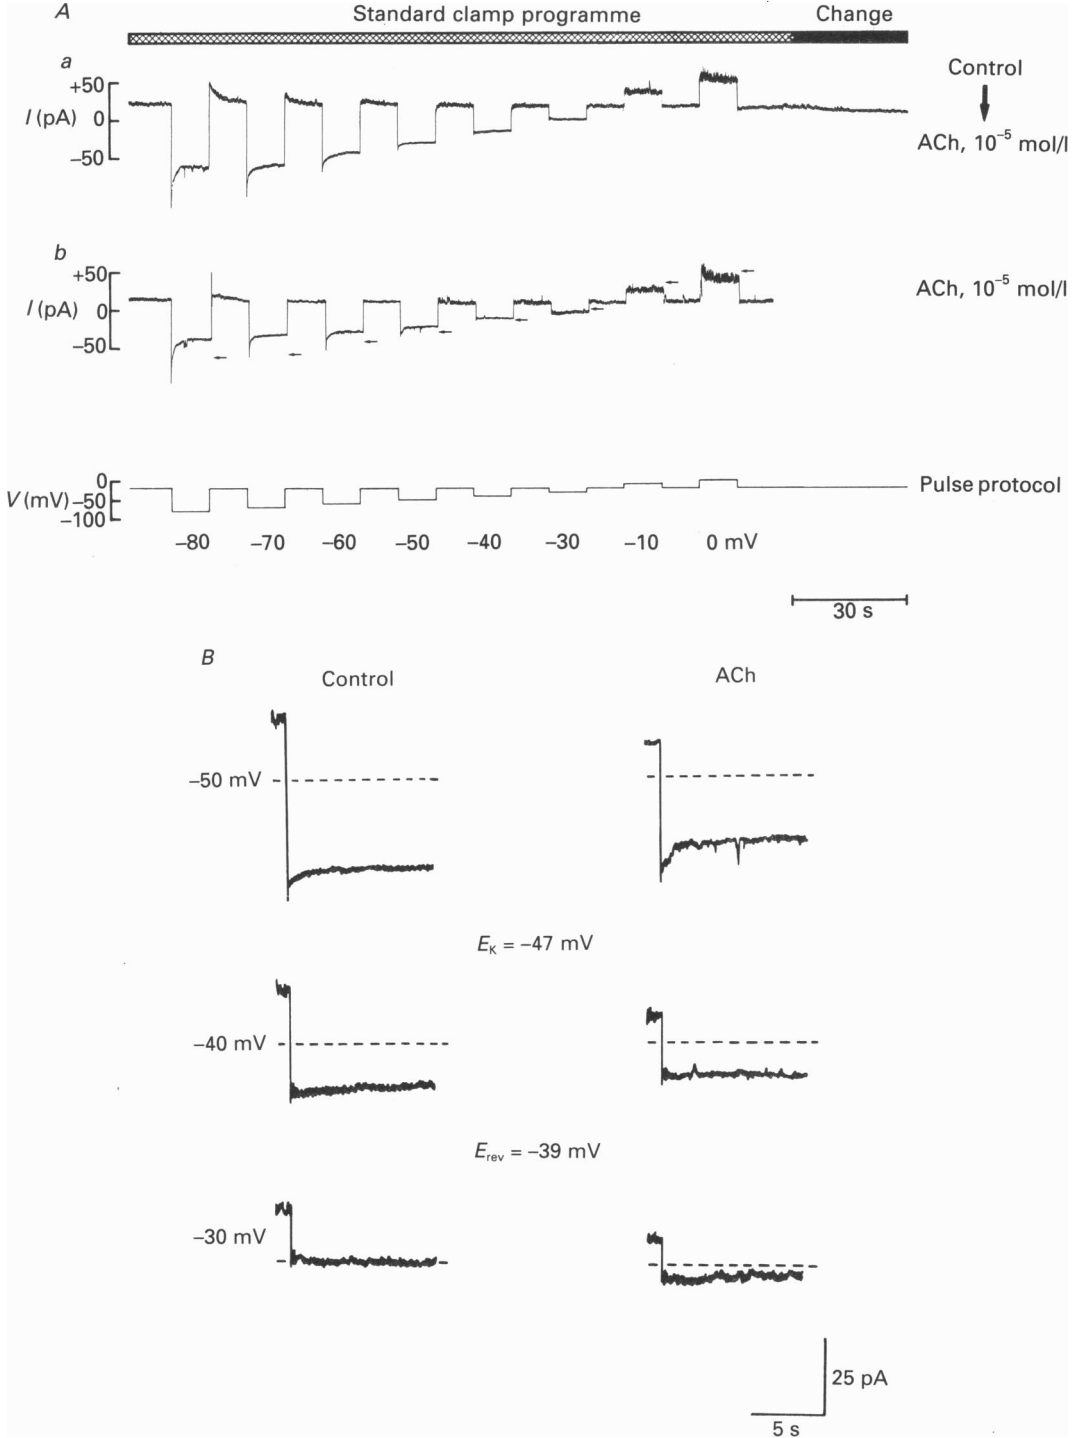 A
Standard clamp programme
Change
a
+50
I (pA) 0
−50
Control
ACh, 10⁻⁵ mol/l
b
+50
I (pA) 0
−50
ACh, 10⁻⁵ mol/l
0
V (mV) −50
−100
Pulse protocol
−80 −70 −60 −50 −40 −30 −10 0 mV
30 s
B
Control
ACh
−50 mV
E_K = −47 mV
−40 mV
E_rev = −39 mV
−30 mV
25 pA
5 s